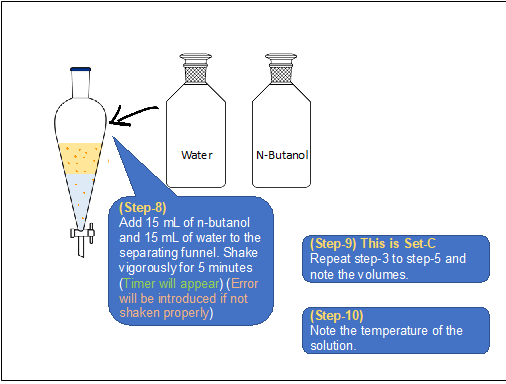 Water
N-Butanol
(Step-8)
Add 15 mL of n-butanol
and 15 mL of water to the
separating funnel. Shake
vigorously for 5 minutes
(Timer will appear) (Error
will be introduced if not
shaken properly)
(Step-9) This is Set-C
Repeat step-3 to step-5 and
note the volumes.
(Step-10)
Note the temperature of the
solution.